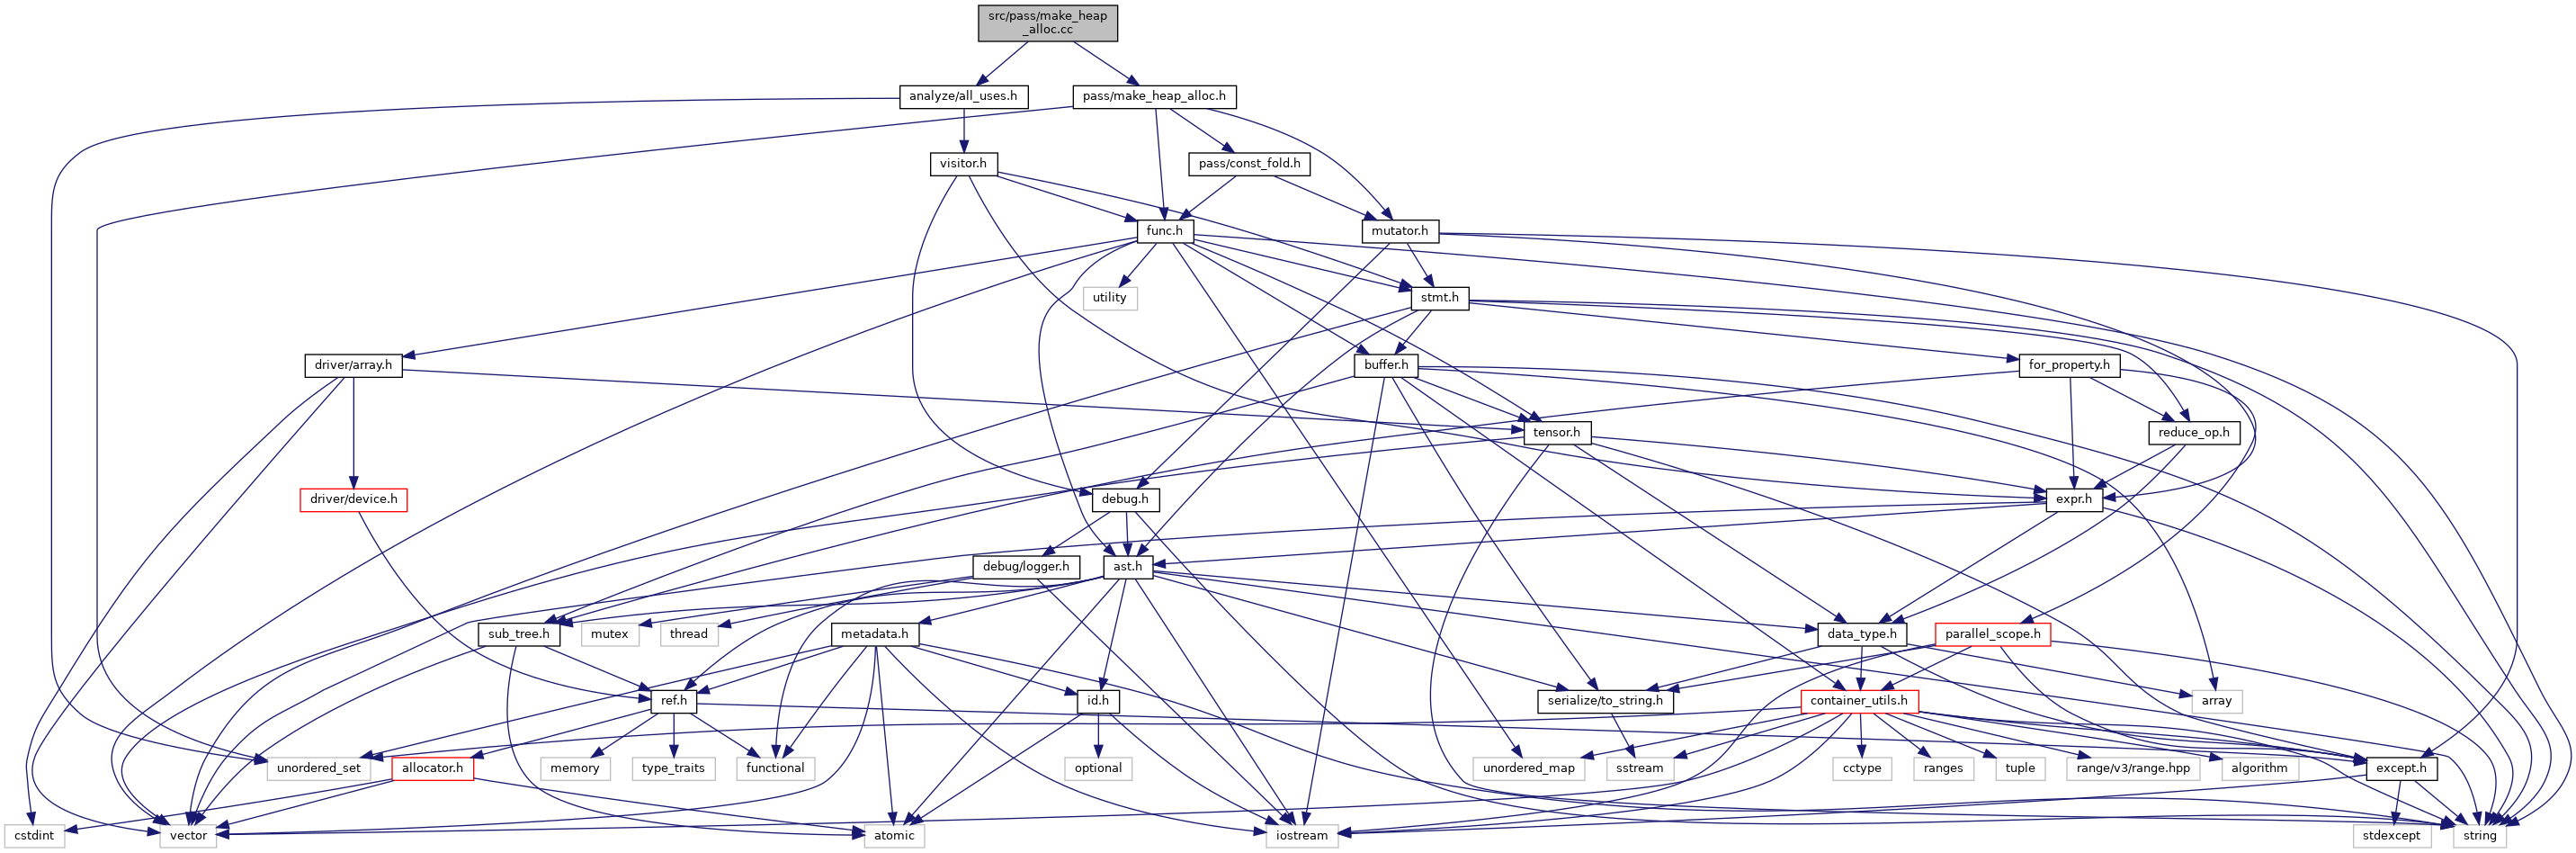 src/pass/make_heap
_alloc.cc
analyze/all_uses.h
pass/make_heap_alloc.h
visitor.h
pass/const_fold.h
func.h
mutator.h
utility
stmt.h
driver/array.h
buffer.h
for_property.h
tensor.h
reduce_op.h
driver/device.h
debug.h
expr.h
debug/logger.h
ast.h
sub_tree.h
mutex
thread
metadata.h
data_type.h
parallel_scope.h
ref.h
id.h
serialize/to_string.h
container_utils.h
array
unordered_set
allocator.h
memory
type_traits
functional
optional
unordered_map
sstream
cctype
ranges
tuple
range/v3/range.hpp
algorithm
except.h
cstdint
vector
atomic
iostream
stdexcept
string